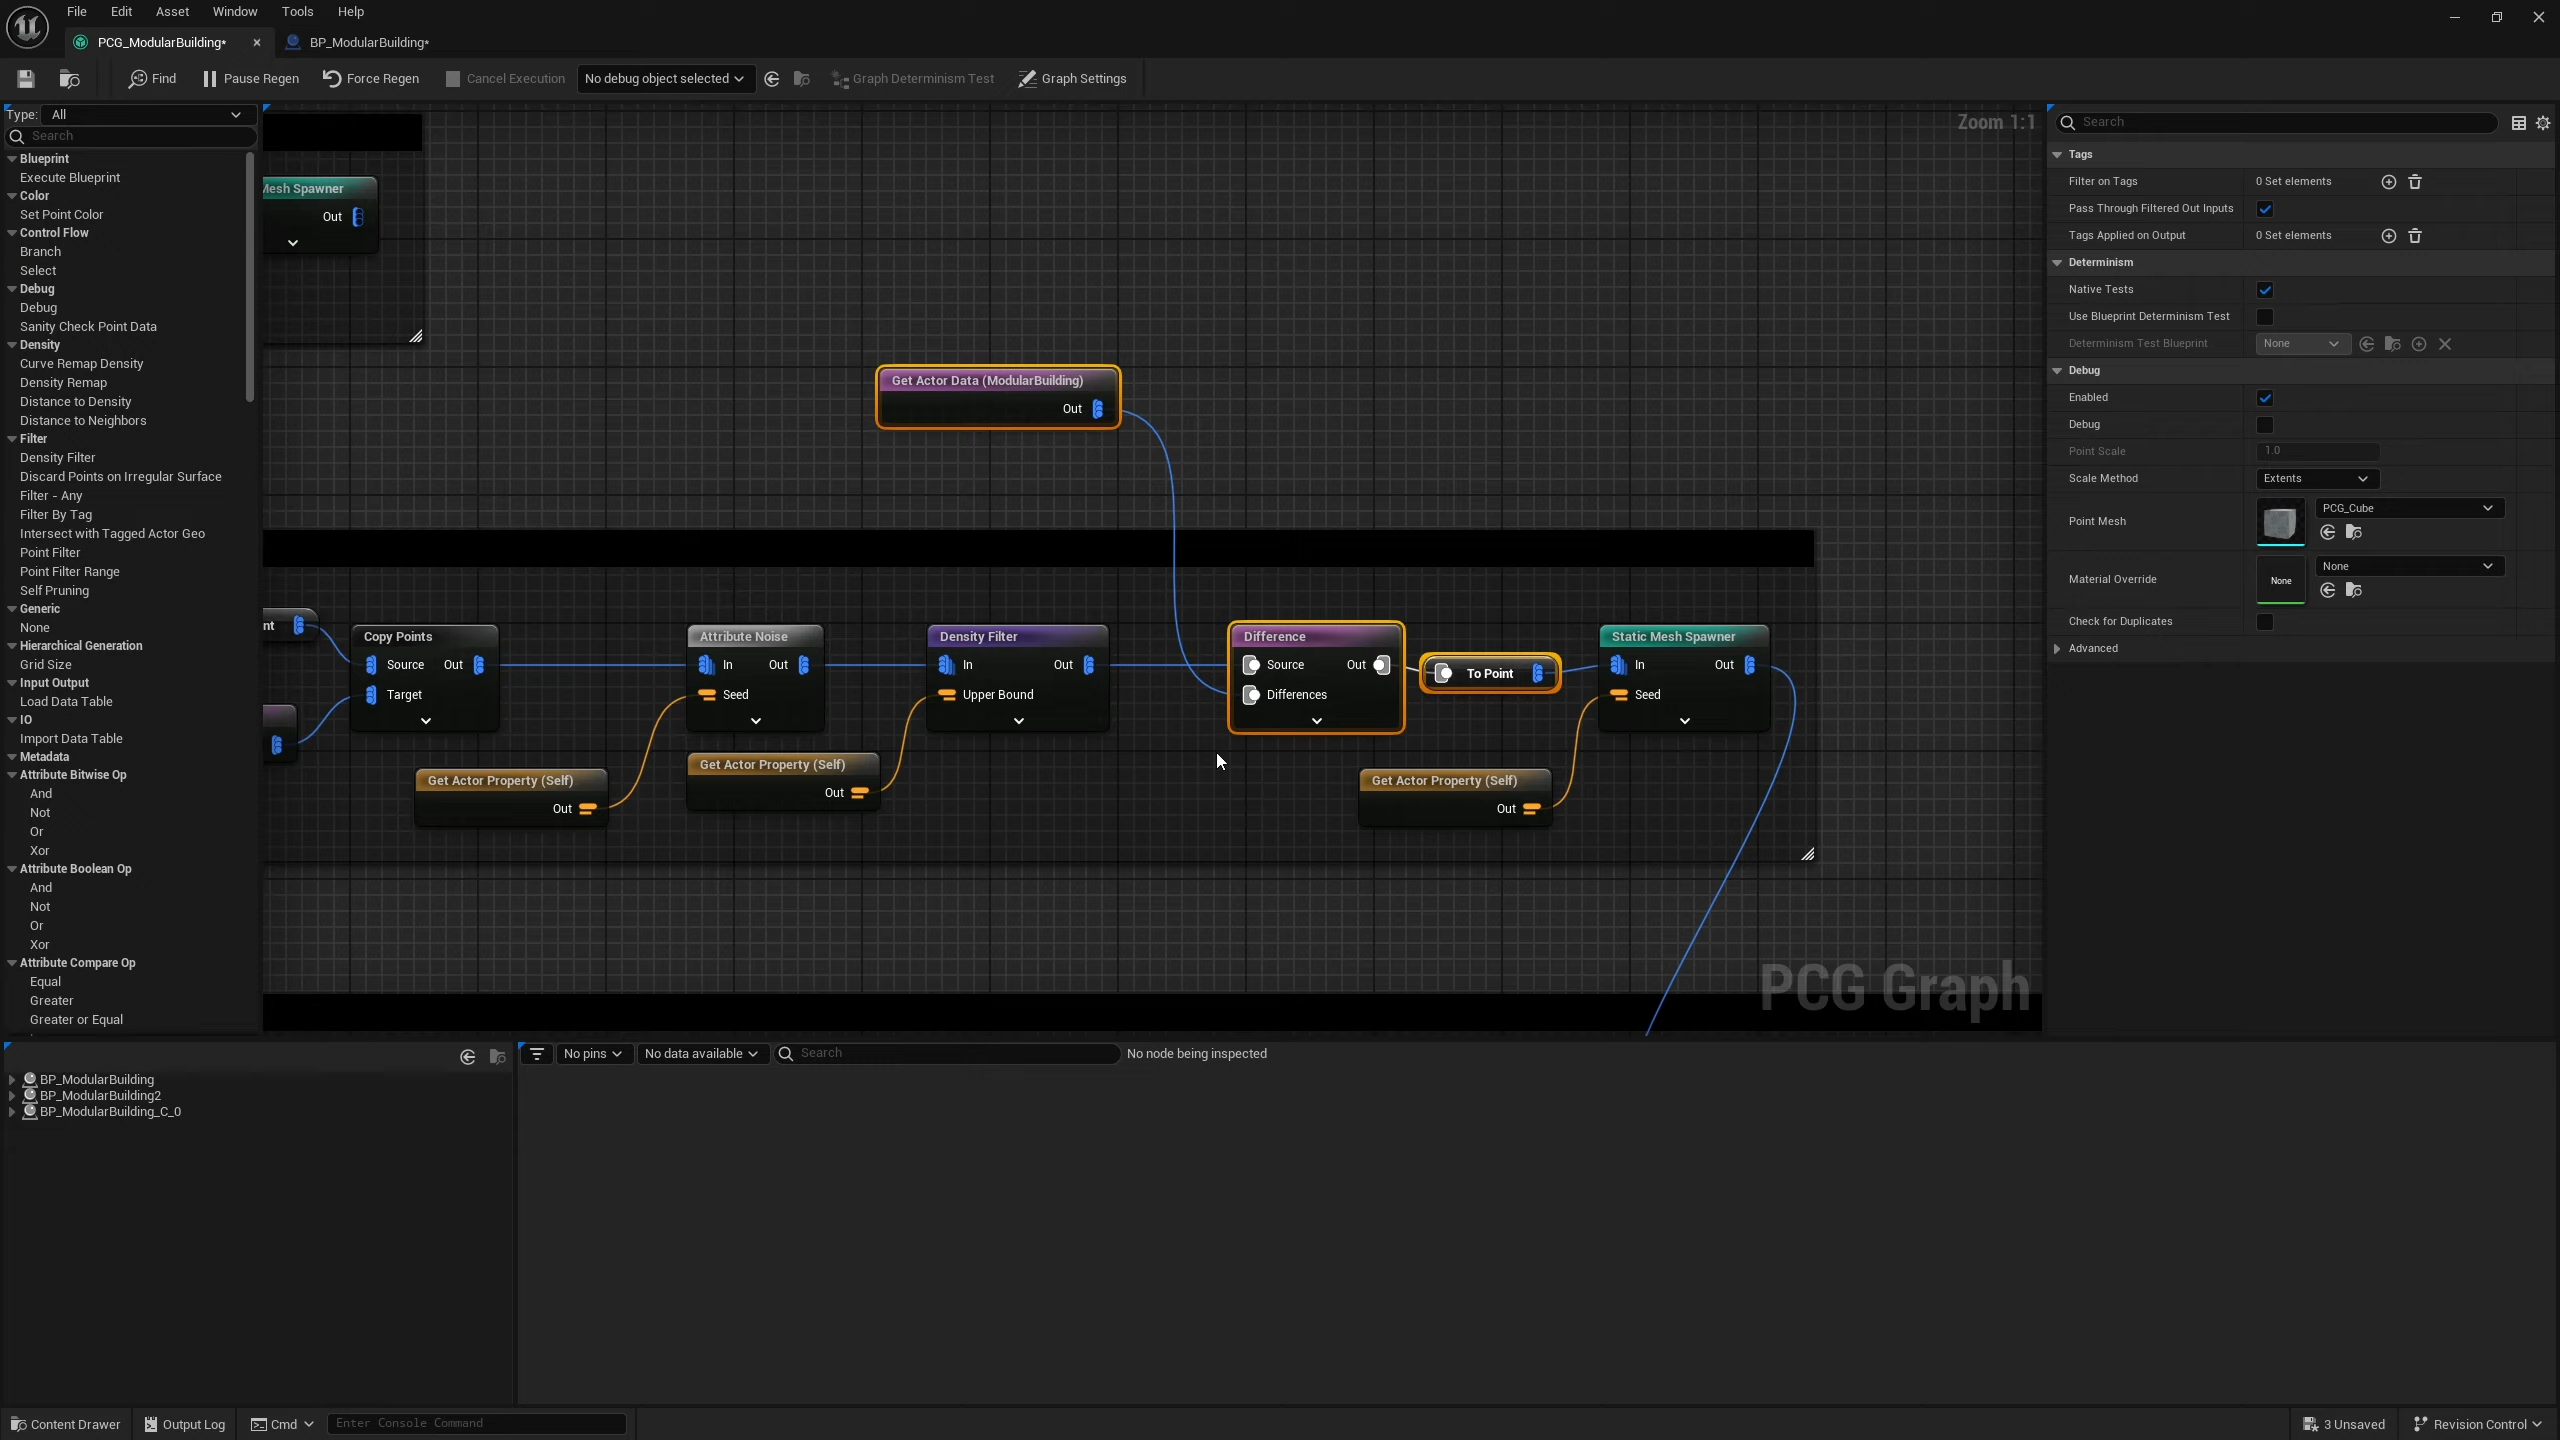 File Edit Asset Window Tools Help
PCG_ModularBuilding*
BP_ModularBuilding*
Find
Pause Regen
Force Regen
Cancel Execution
No debug object selected
Graph Determinism Test
Graph Settings
Type: All
Search
Blueprint
Execute Blueprint
Color
Set Point Color
Control Flow
Branch
Select
Debug
Debug
Sanity Check Point Data
Density
Curve Remap Density
Density Remap
Distance to Density
Distance to Neighbors
Filter
Density Filter
Discard Points on Irregular Surface
Filter - Any
Filter By Tag
Intersect with Tagged Actor Geo
Point Filter
Point Filter Range
Self Pruning
Generic
None
Hierarchical Generation
Grid Size
Input Output
Load Data Table
IO
Import Data Table
Metadata
Attribute Bitwise Op
And
Not
Or
Xor
Attribute Boolean Op
And
Not
Or
Xor
Attribute Compare Op
Equal
Greater
Greater or Equal
Zoom 1:1
Mesh Spawner
Out
Get Actor Data (ModularBuilding)
Out
nt
Copy Points
Source Out
Target
Attribute Noise
In Out
Seed
Density Filter
In Out
Upper Bound
Difference
Source Out
Differences
To Point
Static Mesh Spawner
In Out
Seed
Get Actor Property (Self)
Out
Get Actor Property (Self)
Out
Get Actor Property (Self)
Out
PCG Graph
Search
Tags
Filter on Tags 0 Set elements
Pass Through Filtered Out Inputs
Tags Applied on Output 0 Set elements
Determinism
Native Tests
Use Blueprint Determinism Test
Determinism Test Blueprint None
Debug
Enabled
Debug
Point Scale 1.0
Scale Method Extents
Point Mesh PCG_Cube
Material Override None None
Check for Duplicates
Advanced
BP_ModularBuilding
BP_ModularBuilding2
BP_ModularBuilding_C_0
No pins No data available Search No node being inspected
Content Drawer Output Log Cmd Enter Console Command 3 Unsaved Revision Control